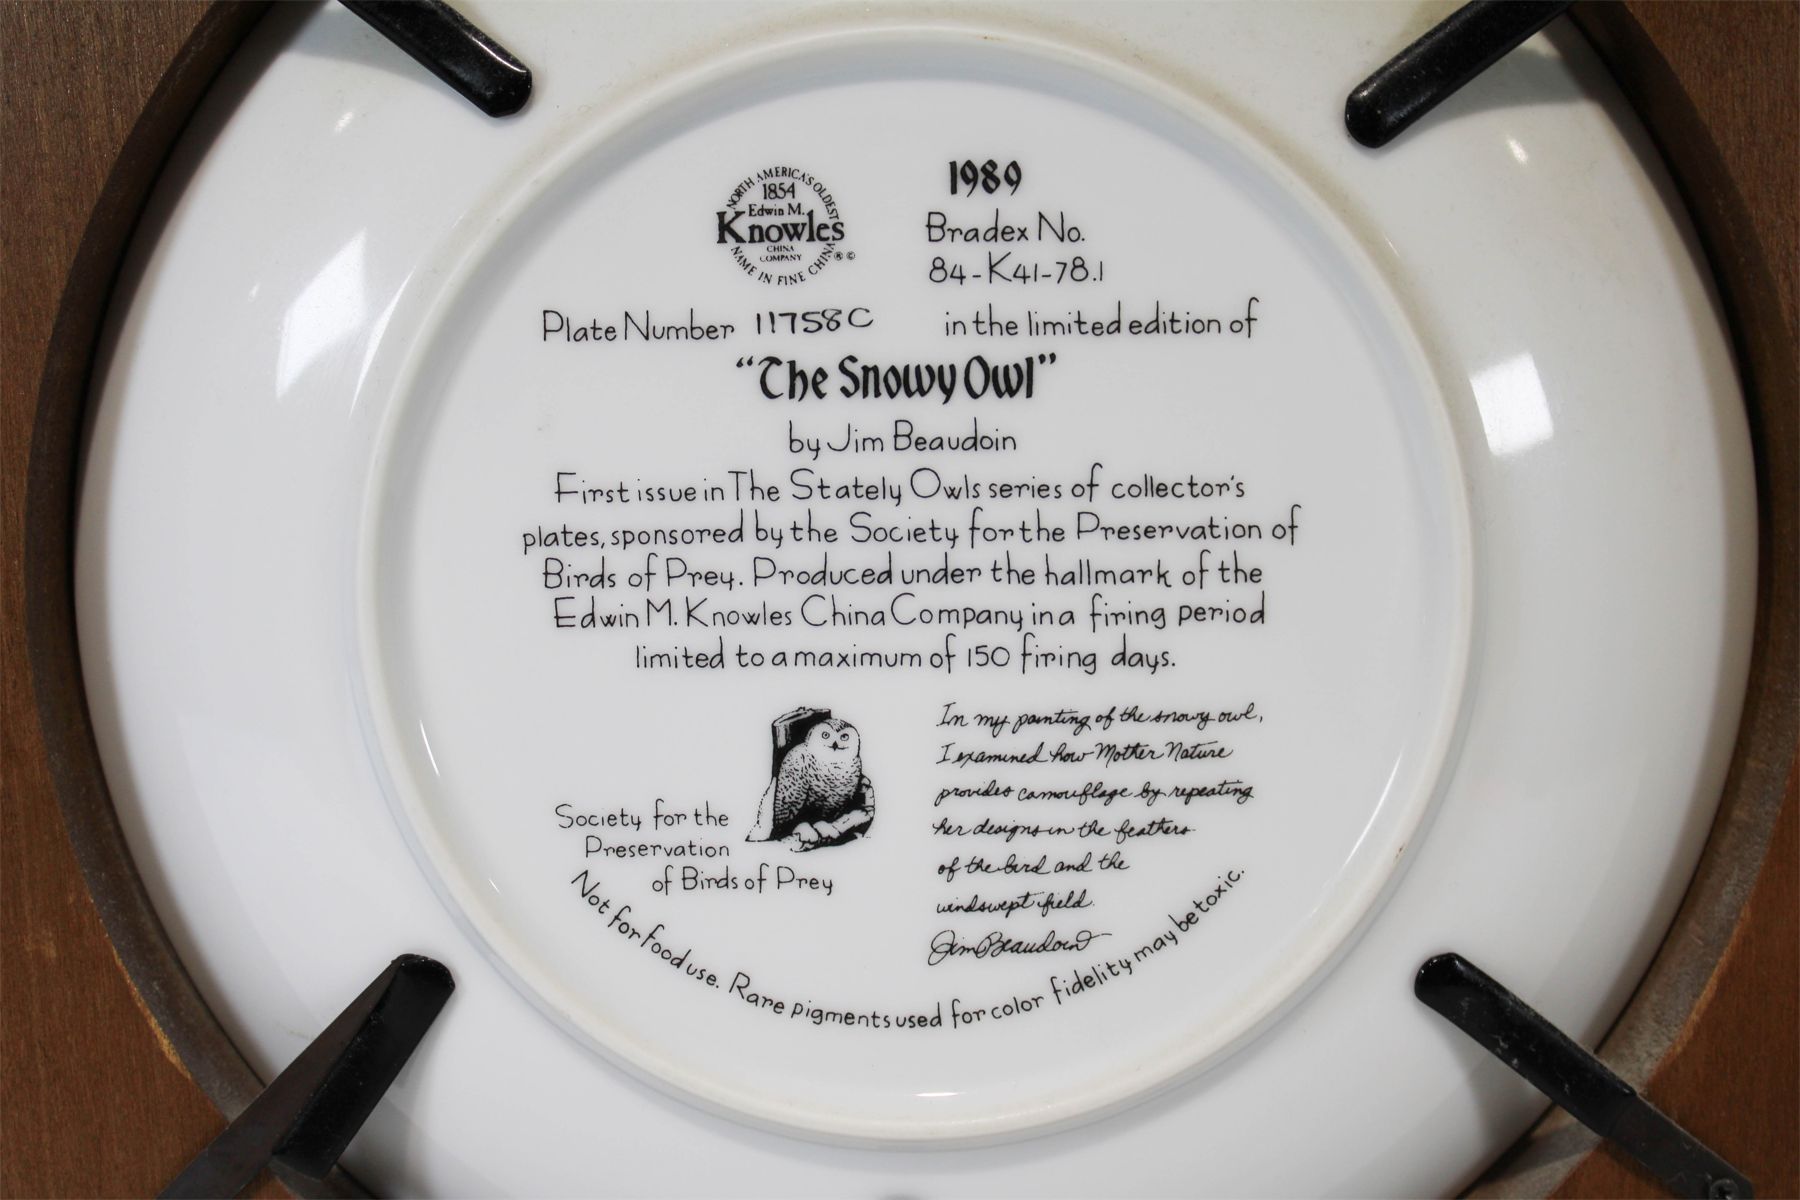 NORTH AMERICA'S OLDEST
1854
Edwin M.
Knowles
CHINA
COMPANY
NAME IN FINE CHINA ® ©
1989
Bradex No.
84-K41-78.1
Plate Number 11758C in the limited edition of
“The Snowy Owl”
by Jim Beaudoin
First issue in The Stately Owls series of collector's
plates, sponsored by the Society for the Preservation of
Birds of Prey. Produced under the hallmark of the
Edwin M. Knowles China Company in a firing period
limited to a maximum of 150 firing days.
Society for the
Preservation
of Birds of Prey
In my painting of the snowy owl,
I examined how Mother Nature
provides camouflage by repeating
her designs in the feathers
of the bird and the
windswept field.
Jim Beaudoin
Not for food use. Rare pigments used for color fidelity may be toxic.